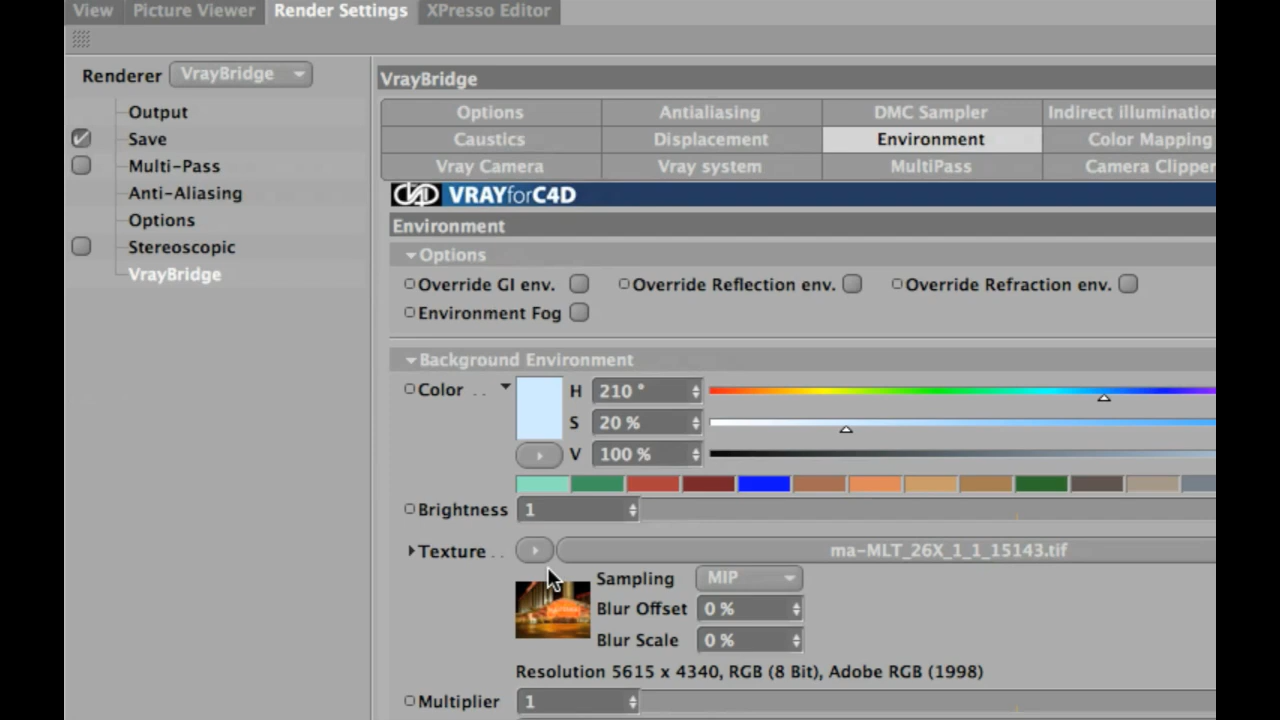 View Picture Viewer Render Settings XPresso Editor
Renderer VrayBridge
Output
Save
Multi-Pass
Anti-Aliasing
Options
Stereoscopic
VrayBridge
VrayBridge
Options Antialiasing DMC Sampler Indirect illumination
Caustics Displacement Environment Color Mapping
Vray Camera Vray system MultiPass Camera Clipper
VRAYforC4D
Environment
Options
Override GI env. Override Reflection env. Override Refraction env.
Environment Fog
Background Environment
Color . . H 210 °
S 20 %
V 100 %
Brightness 1
Texture . . ma-MLT_26X_1_1_15143.tif
Sampling MIP
Blur Offset 0 %
Blur Scale 0 %
Resolution 5615 x 4340, RGB (8 Bit), Adobe RGB (1998)
Multiplier 1